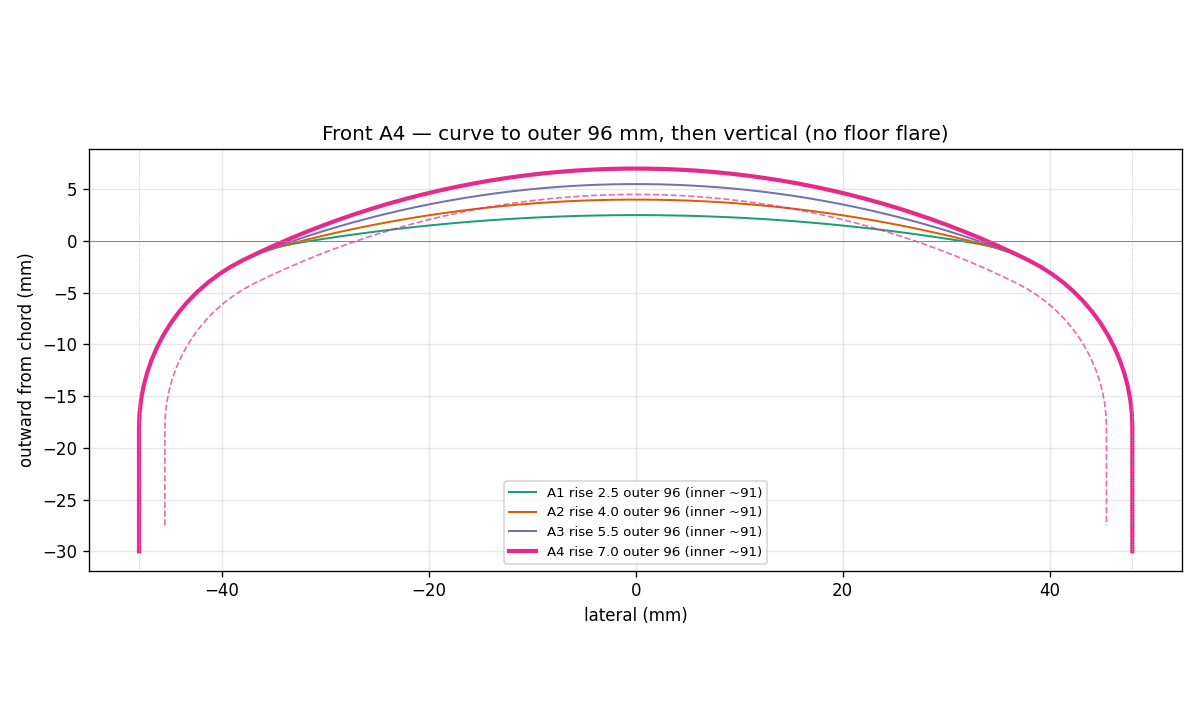 Front A4 — curve to outer 96 mm, then vertical (no floor flare)
outward from chord (mm)
5
0
−5
−10
−15
−20
−25
−30
A1 rise 2.5 outer 96 (inner ~91)
A2 rise 4.0 outer 96 (inner ~91)
A3 rise 5.5 outer 96 (inner ~91)
A4 rise 7.0 outer 96 (inner ~91)
−40
−20
0
20
40
lateral (mm)